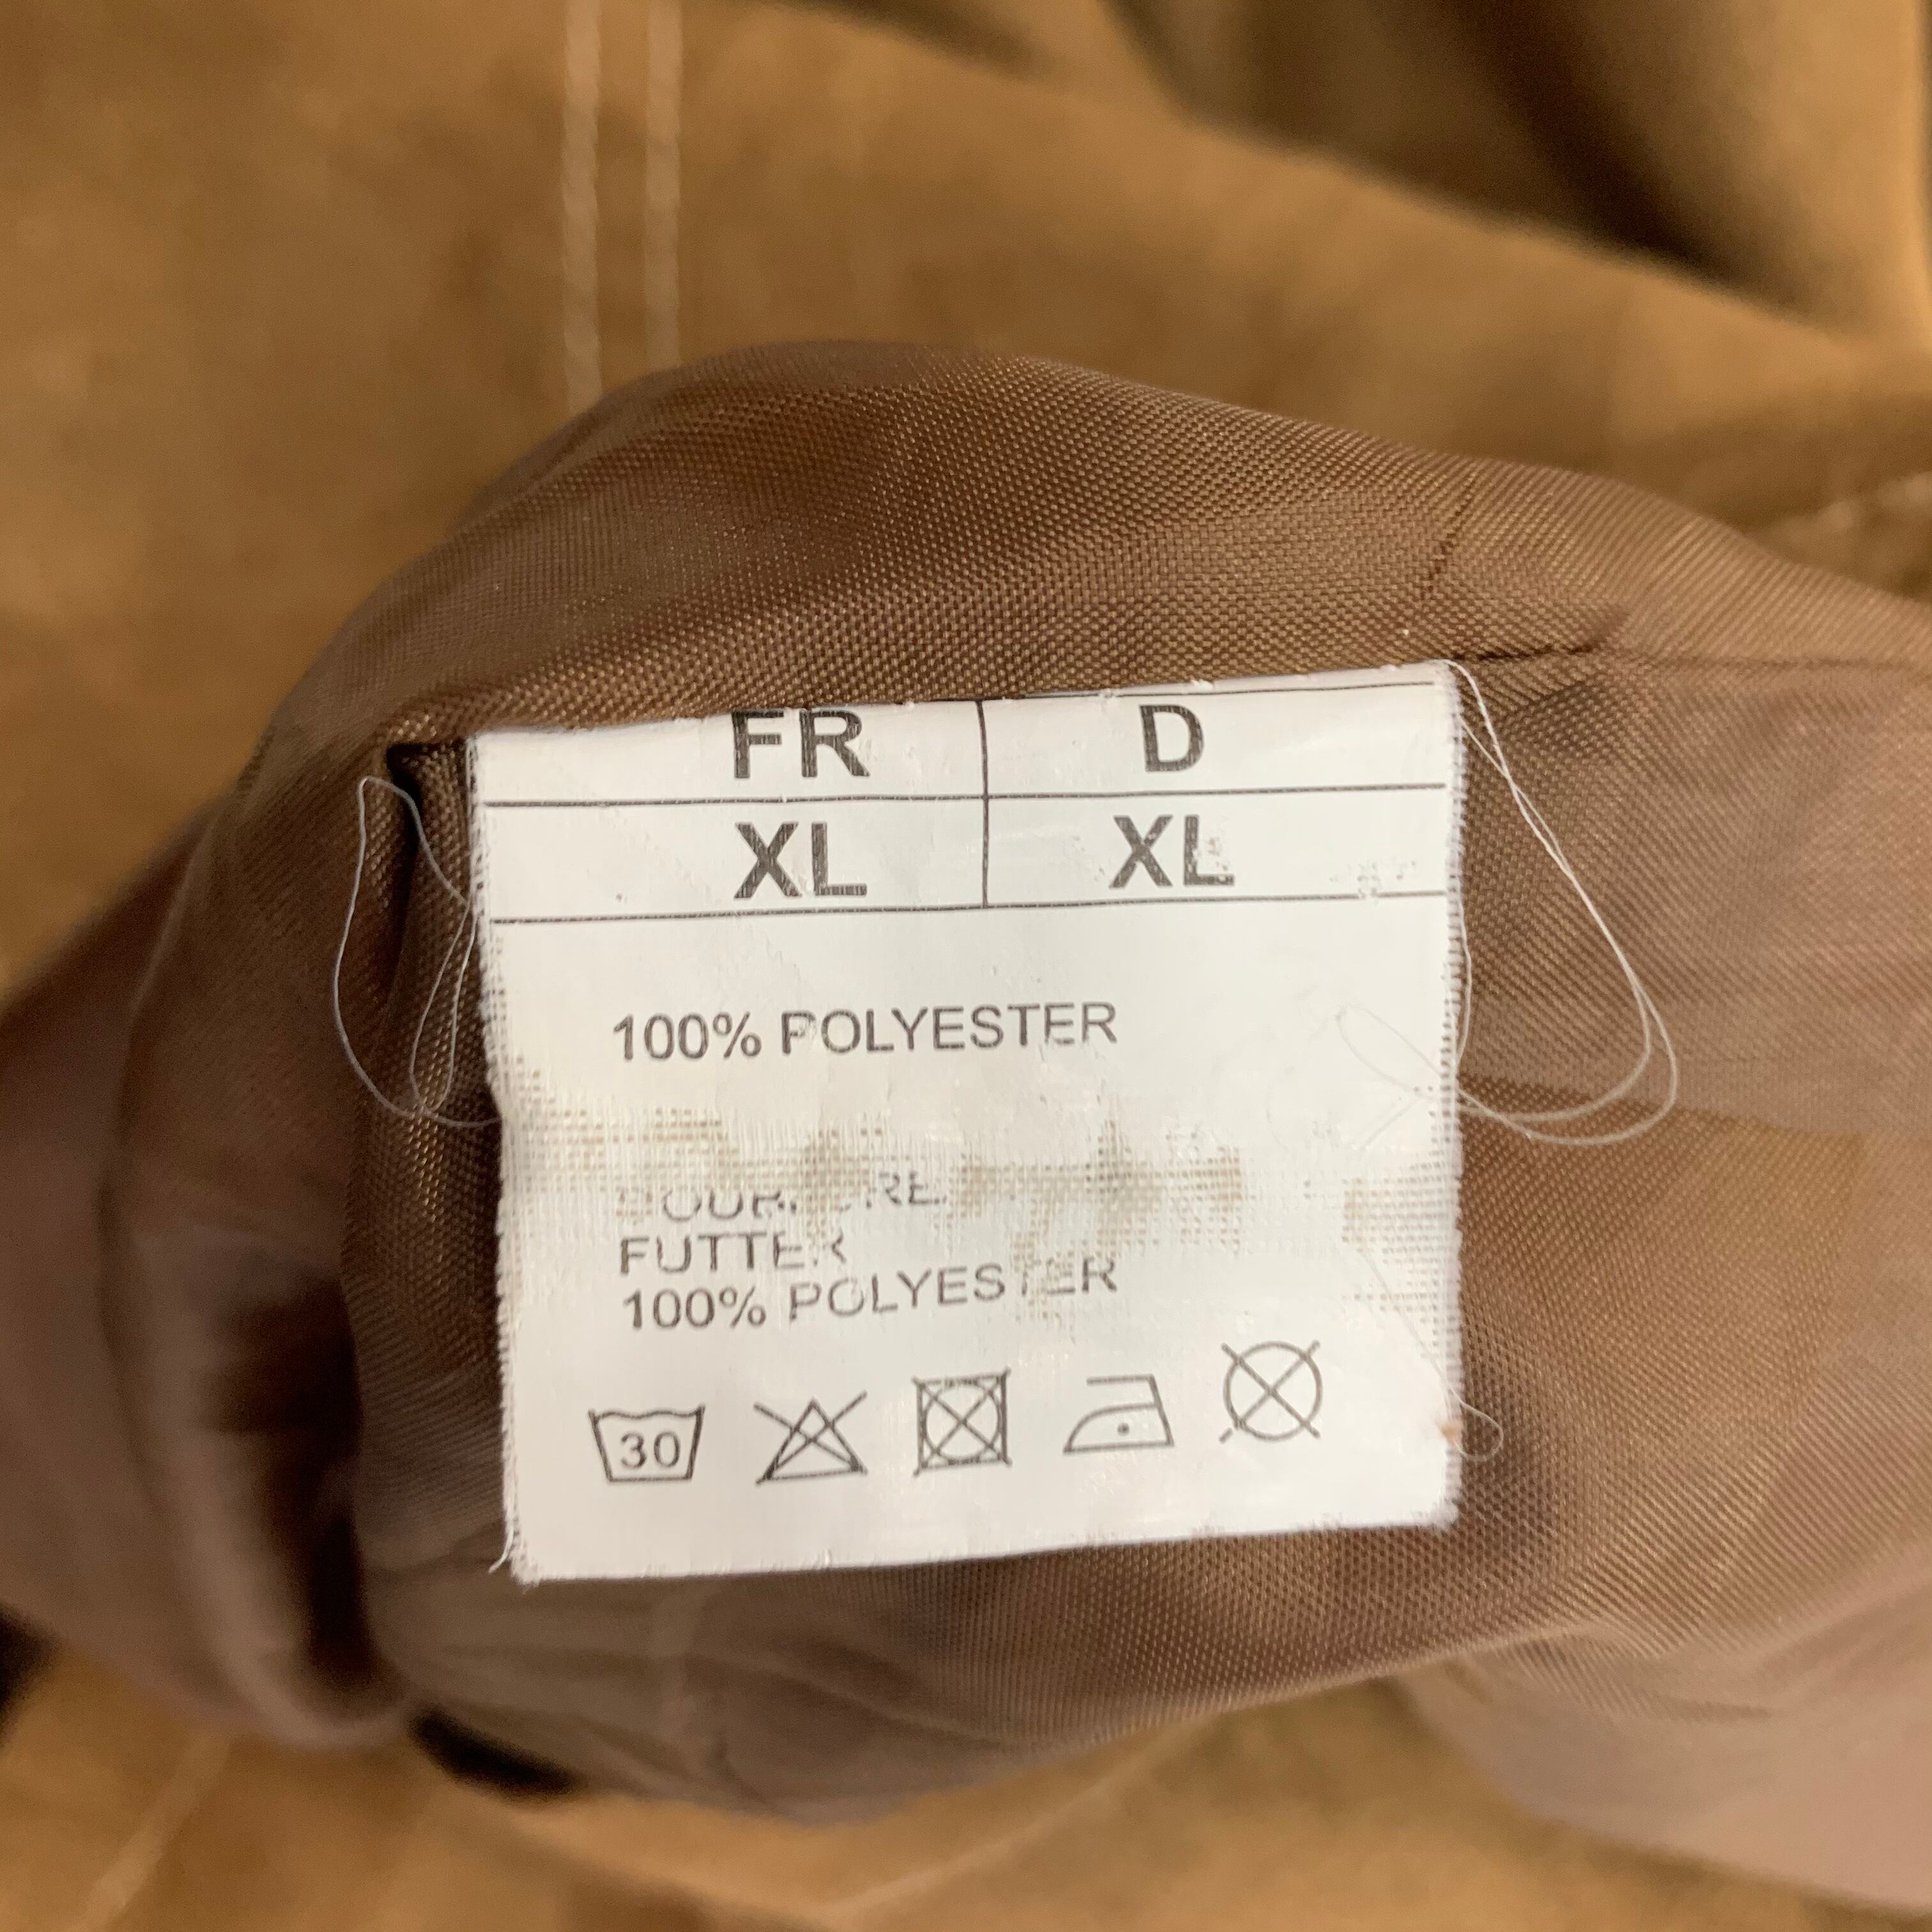 FR D
XL XL
100% POLYESTER
FUTTER
100% POLYESTER
30